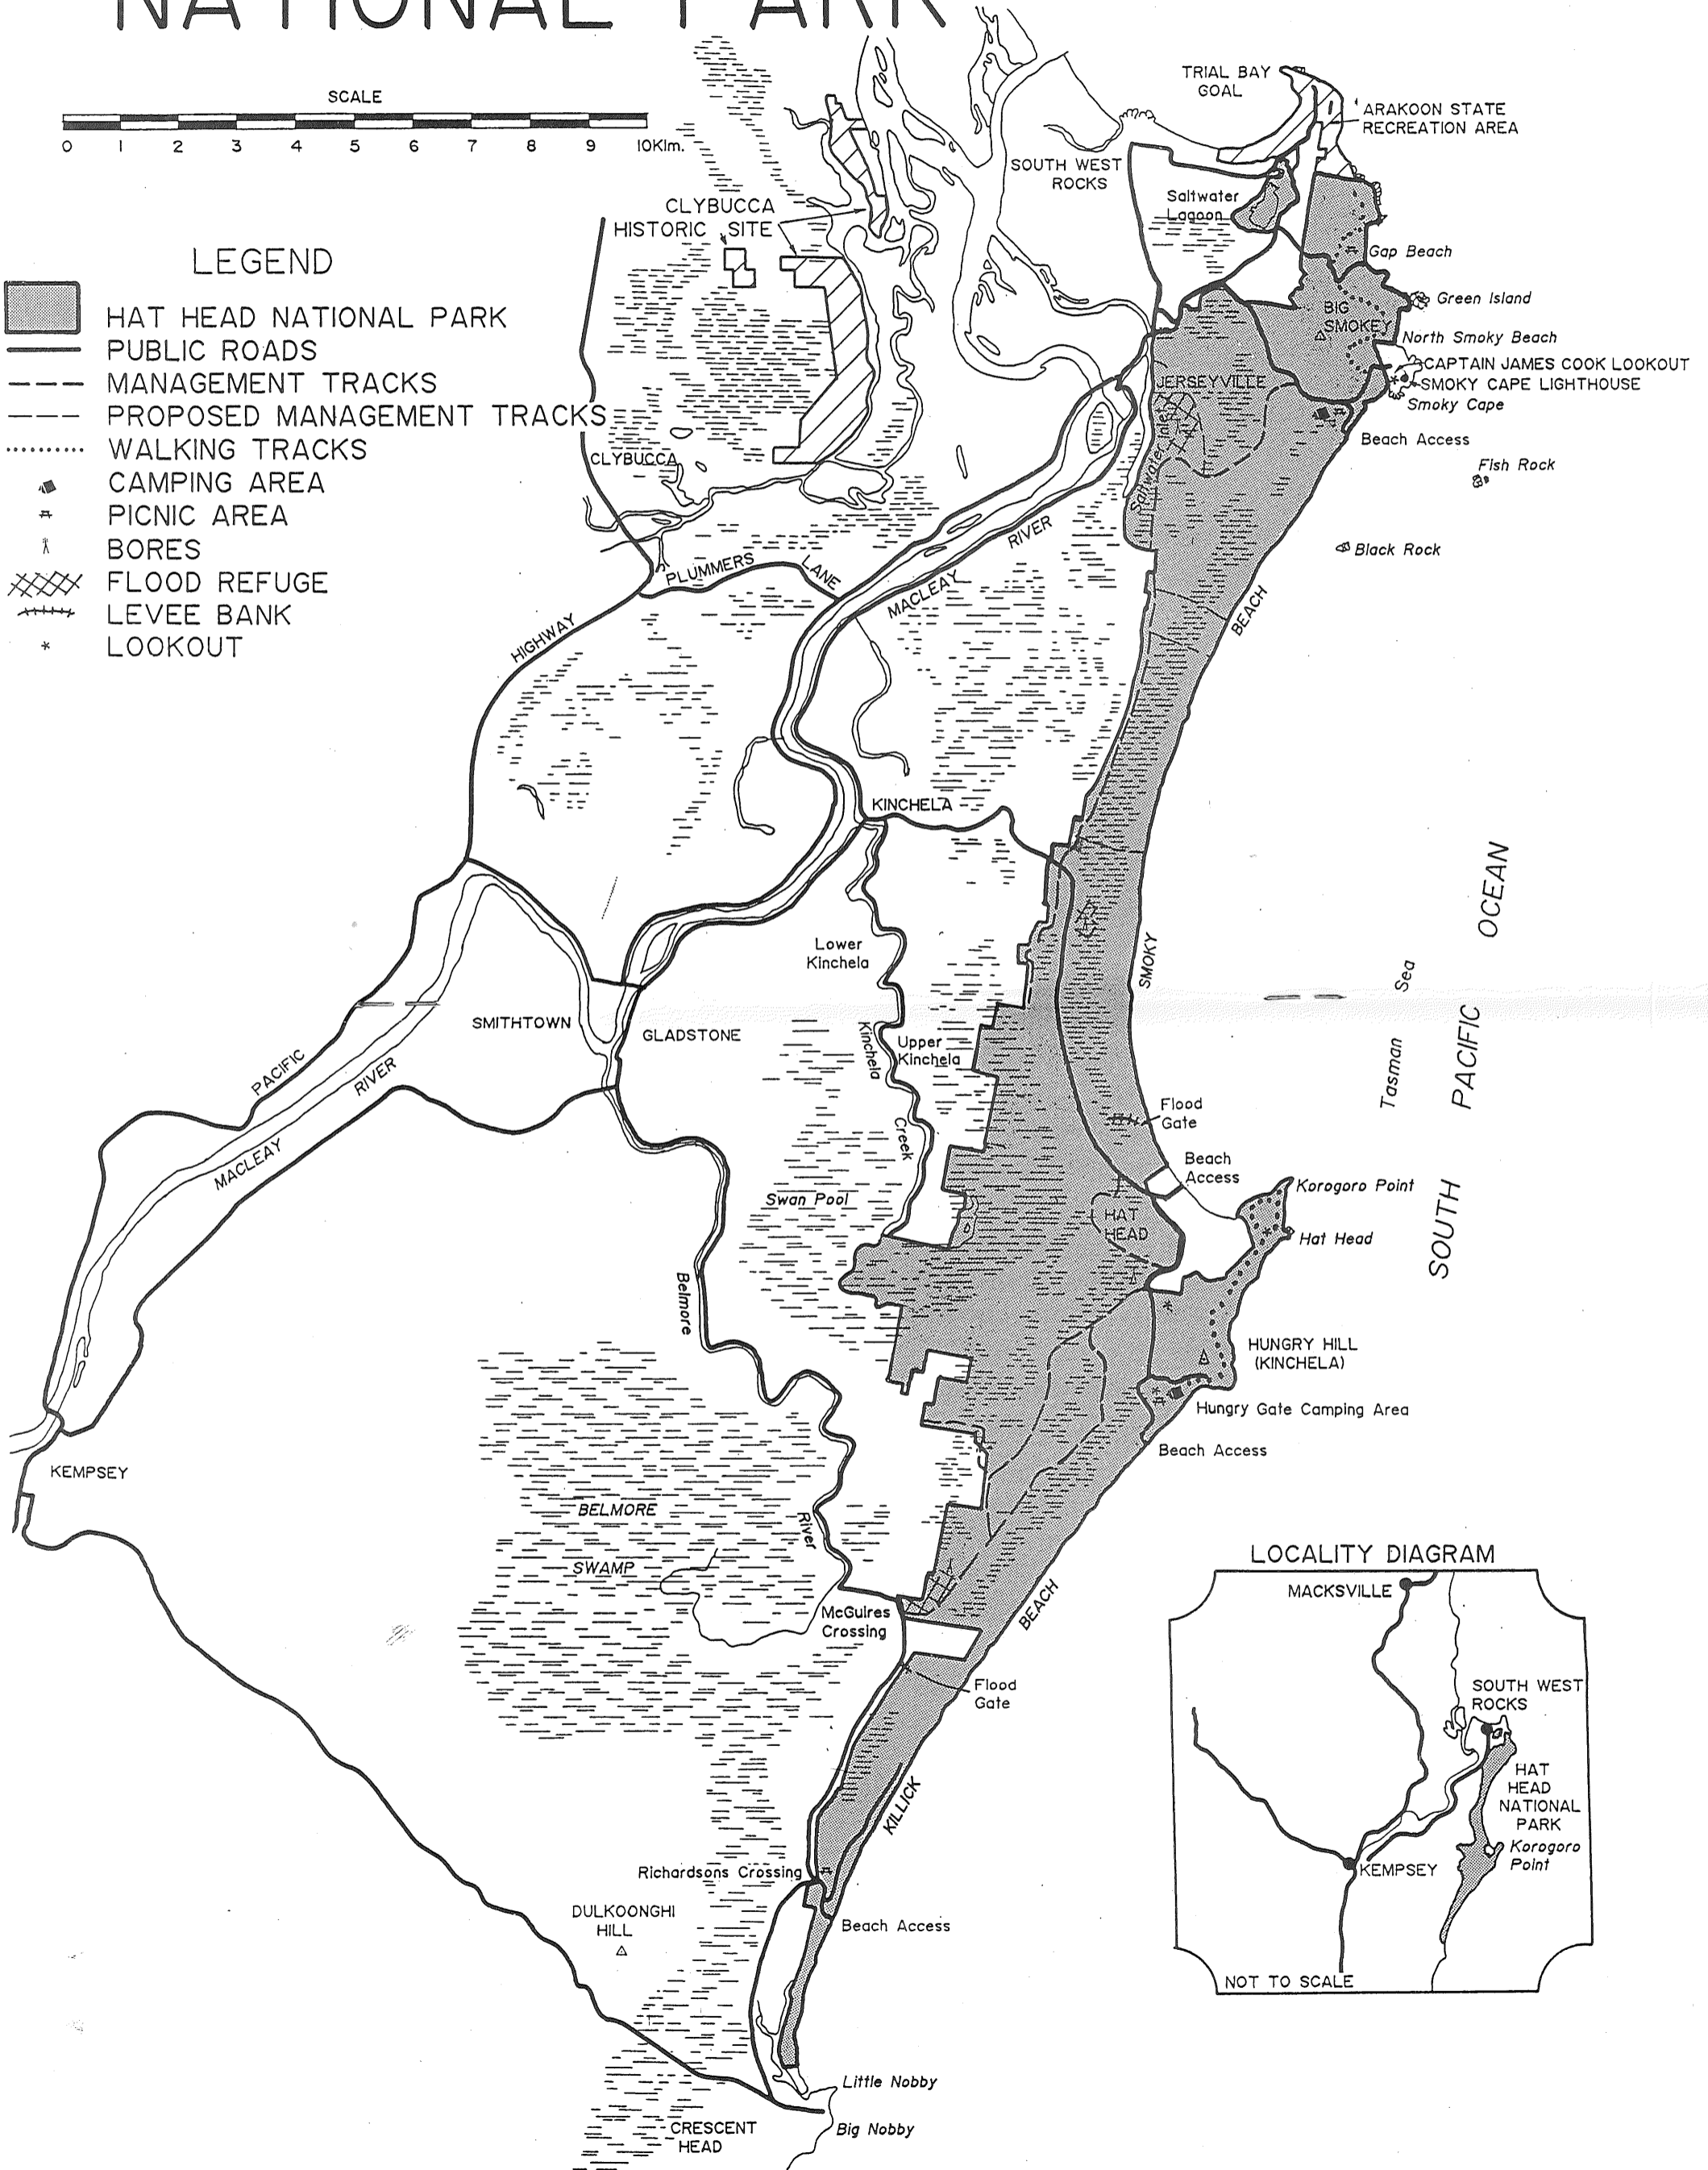 NATIONAL PARK
SCALE
0 1 2 3 4 5 6 7 8 9 10Klm.
LEGEND
HAT HEAD NATIONAL PARK
PUBLIC ROADS
MANAGEMENT TRACKS
PROPOSED MANAGEMENT TRACKS
WALKING TRACKS
CAMPING AREA
PICNIC AREA
BORES
FLOOD REFUGE
LEVEE BANK
LOOKOUT
TRIAL BAY
GOAL
ARAKOON STATE
RECREATION AREA
SOUTH WEST
ROCKS
Saltwater
Lagoon
CLYBUCCA
HISTORIC SITE
Gap Beach
Green Island
BIG
SMOKEY
North Smoky Beach
CAPTAIN JAMES COOK LOOKOUT
SMOKY CAPE LIGHTHOUSE
Smoky Cape
JERSEYVILLE
Saltwater Inlet
Beach Access
Fish Rock
Black Rock
CLYBUCCA
PLUMMERS LANE
MACLEAY RIVER
HIGHWAY
BEACH
KINCHELA
Lower
Kinchela
SMOKY
OCEAN
Sea
SMITHTOWN
GLADSTONE
Kinchela
Upper
Kinchela
Tasman
PACIFIC
PACIFIC
RIVER
MACLEAY
Creek
Flood
Gate
Beach
Access
Swan Pool
HAT
HEAD
Korogoro Point
Hat Head
SOUTH
Belmore
HUNGRY HILL
(KINCHELA)
Hungry Gate Camping Area
Beach Access
KEMPSEY
BELMORE
SWAMP
River
McGuires
Crossing
BEACH
Flood
Gate
KILLICK
Richardsons Crossing
DULKOONGHI
HILL
Beach Access
Little Nobby
CRESCENT
HEAD
Big Nobby
LOCALITY DIAGRAM
MACKSVILLE
SOUTH WEST
ROCKS
HAT
HEAD
NATIONAL
PARK
Korogoro
Point
KEMPSEY
NOT TO SCALE